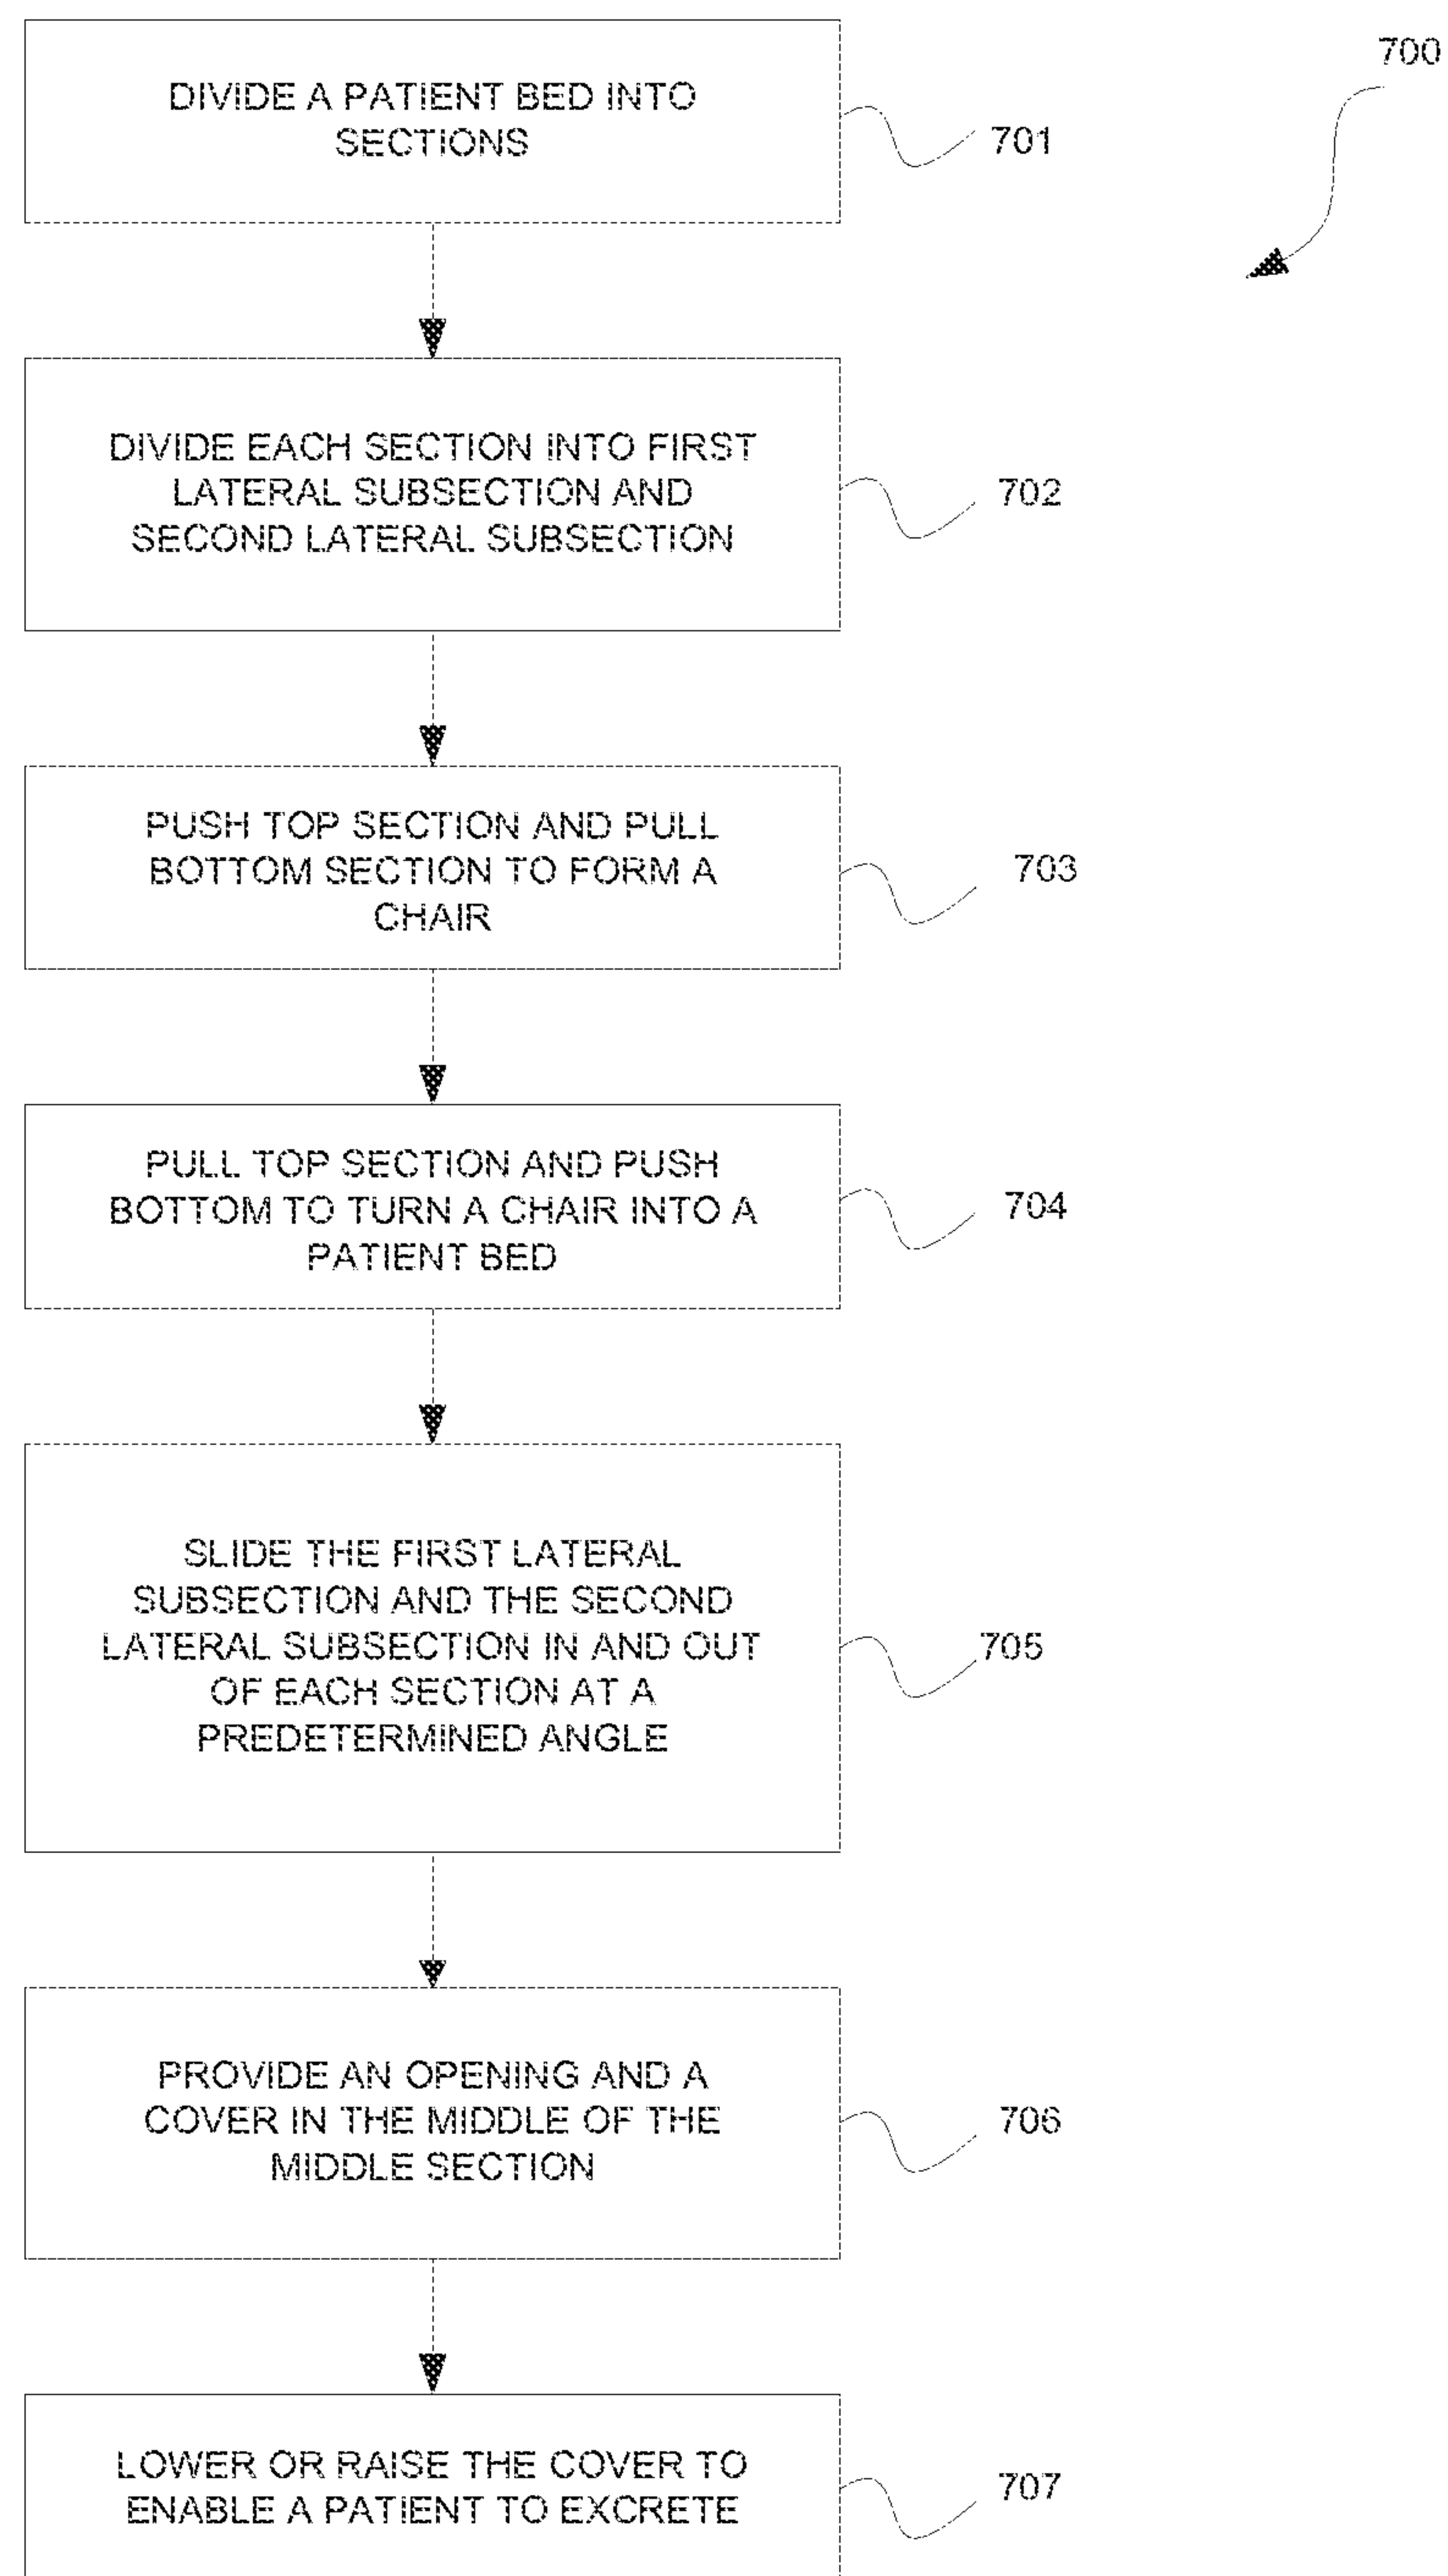 700
DIVIDE A PATIENT BED INTO
SECTIONS
701
DIVIDE EACH SECTION INTO FIRST
LATERAL SUBSECTION AND
SECOND LATERAL SUBSECTION
702
PUSH TOP SECTION AND PULL
BOTTOM SECTION TO FORM A
CHAIR
703
PULL TOP SECTION AND PUSH
BOTTOM TO TURN A CHAIR INTO A
PATIENT BED
704
SLIDE THE FIRST LATERAL
SUBSECTION AND THE SECOND
LATERAL SUBSECTION IN AND OUT
OF EACH SECTION AT A
PREDETERMINED ANGLE
705
PROVIDE AN OPENING AND A
COVER IN THE MIDDLE OF THE
MIDDLE SECTION
706
LOWER OR RAISE THE COVER TO
ENABLE A PATIENT TO EXCRETE
707